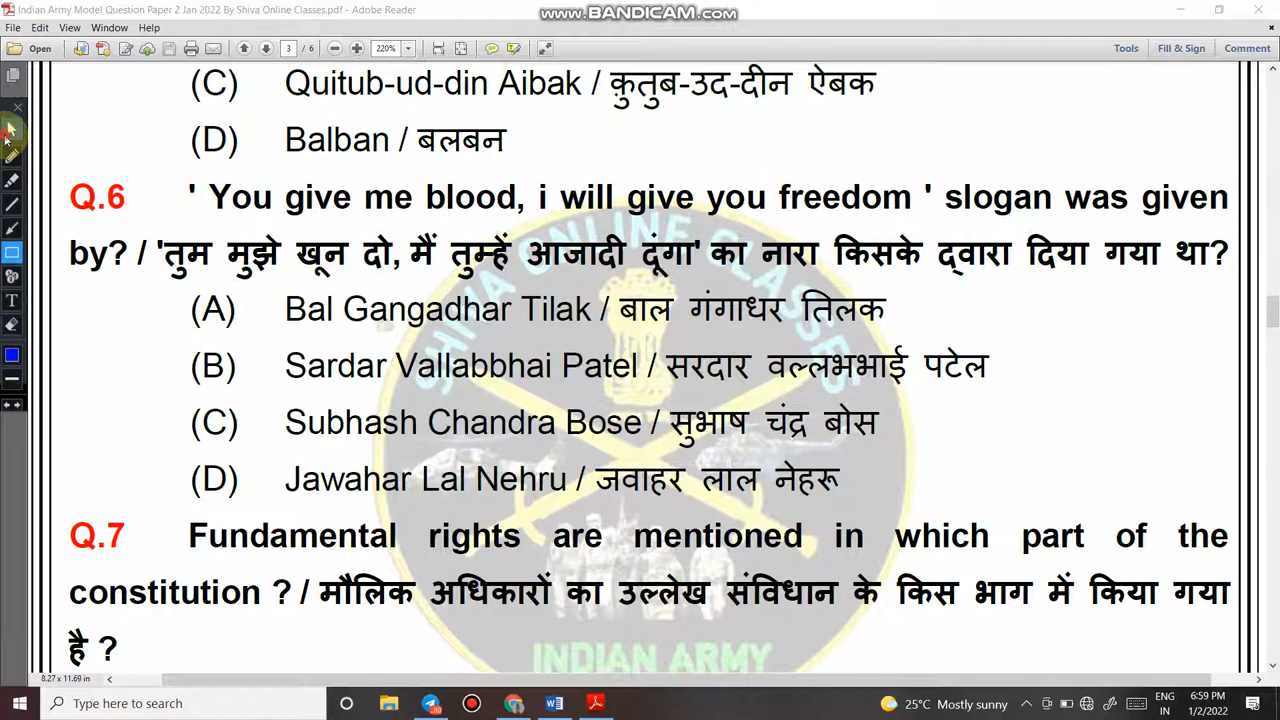 Indian Army Model Question Paper 2 Jan 2022 By Shiva Online Classes.pdf - Adobe Reader
www.BANDICAM.com
File Edit View Window Help
Open 3 / 6 220% Tools Fill & Sign Comment
(C) Quitub-ud-din Aibak / क़ुतुब-उद-दीन ऐबक
(D) Balban / बलबन
Q.6 ' You give me blood, i will give you freedom ' slogan was given
by? / 'तुम मुझे खून दो, मैं तुम्हें आजादी दूंगा' का नारा किसके द्वारा दिया गया था?
(A) Bal Gangadhar Tilak / बाल गंगाधर तिलक
(B) Sardar Vallabbhai Patel / सरदार वल्लभभाई पटेल
(C) Subhash Chandra Bose / सुभाष चंद्र बोस
(D) Jawahar Lal Nehru / जवाहर लाल नेहरू
Q.7 Fundamental rights are mentioned in which part of the
constitution ? / मौलिक अधिकारों का उल्लेख संविधान के किस भाग में किया गया
है ?
SHIVA ONLINE CLASSES
INDIAN ARMY
8.27 x 11.69 in
Type here to search
25°C Mostly sunny
ENG
IN
6:59 PM
1/2/2022